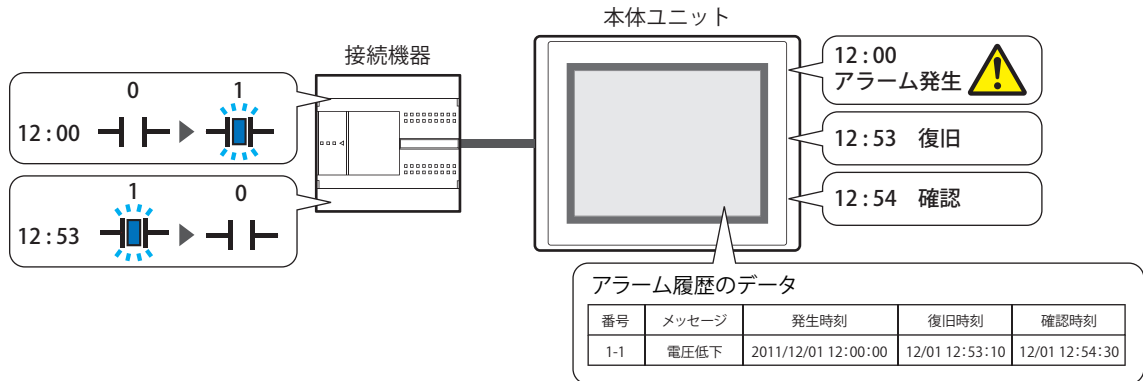 本体ユニット
接続機器
0 1
12:00
1 0
12:53
12:00
アラーム発生
12:53 復旧
12:54 確認
アラーム履歴のデータ
番号 メッセージ 発生時刻 復旧時刻 確認時刻
1-1 電圧低下 2011/12/01 12:00:00 12/01 12:53:10 12/01 12:54:30